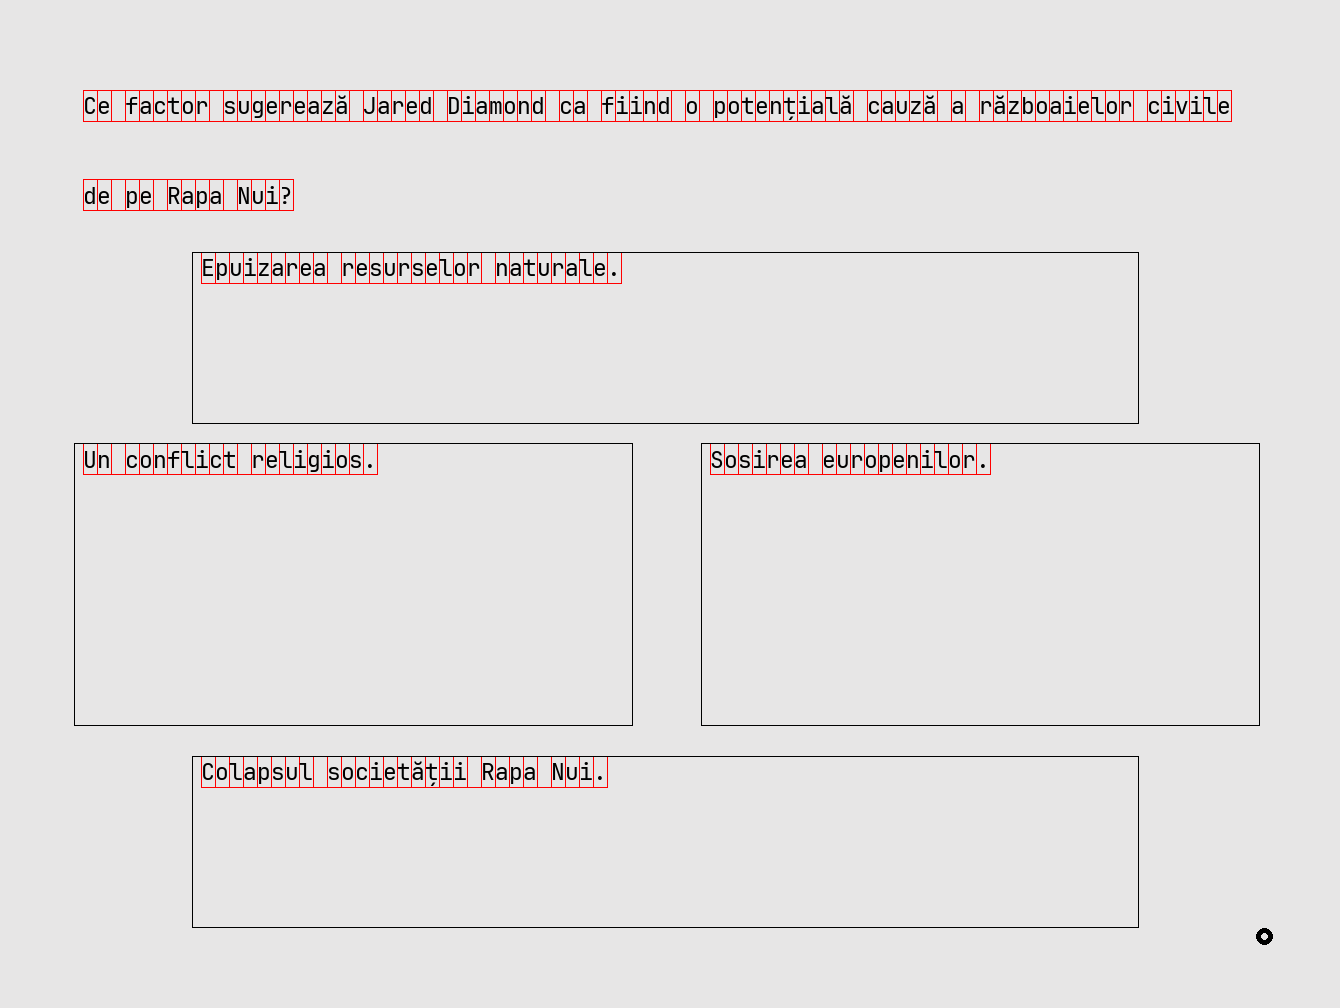 Ce factor sugerează Jared Diamond ca fiind o potențială cauză a războaielor civile
de pe Rapa Nui?
Epuizarea resurselor naturale.
Un conflict religios.
Sosirea europenilor.
Colapsul societății Rapa Nui.